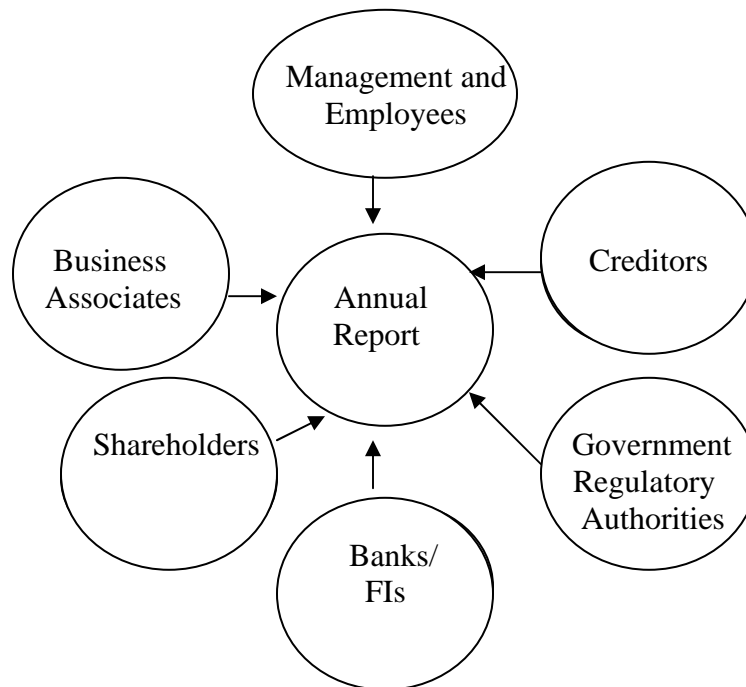 Management and
Employees
Business
Associates
Creditors
Annual
Report
Shareholders
Government
Regulatory
Authorities
Banks/
FIs